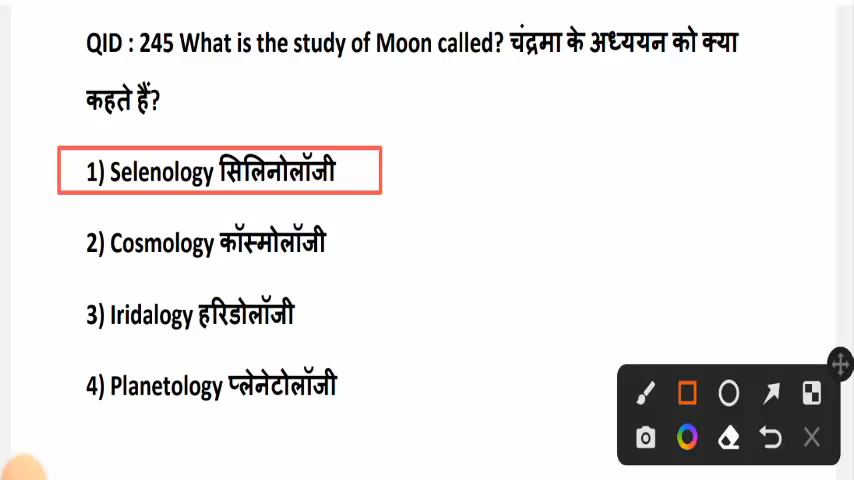 QID : 245 What is the study of Moon called? चंद्रमा के अध्ययन को क्या
कहते हैं?
1) Selenology सिलिनोलॉजी
2) Cosmology कॉस्मोलॉजी
3) Iridalogy हरिडोलॉजी
4) Planetology प्लेनेटोलॉजी